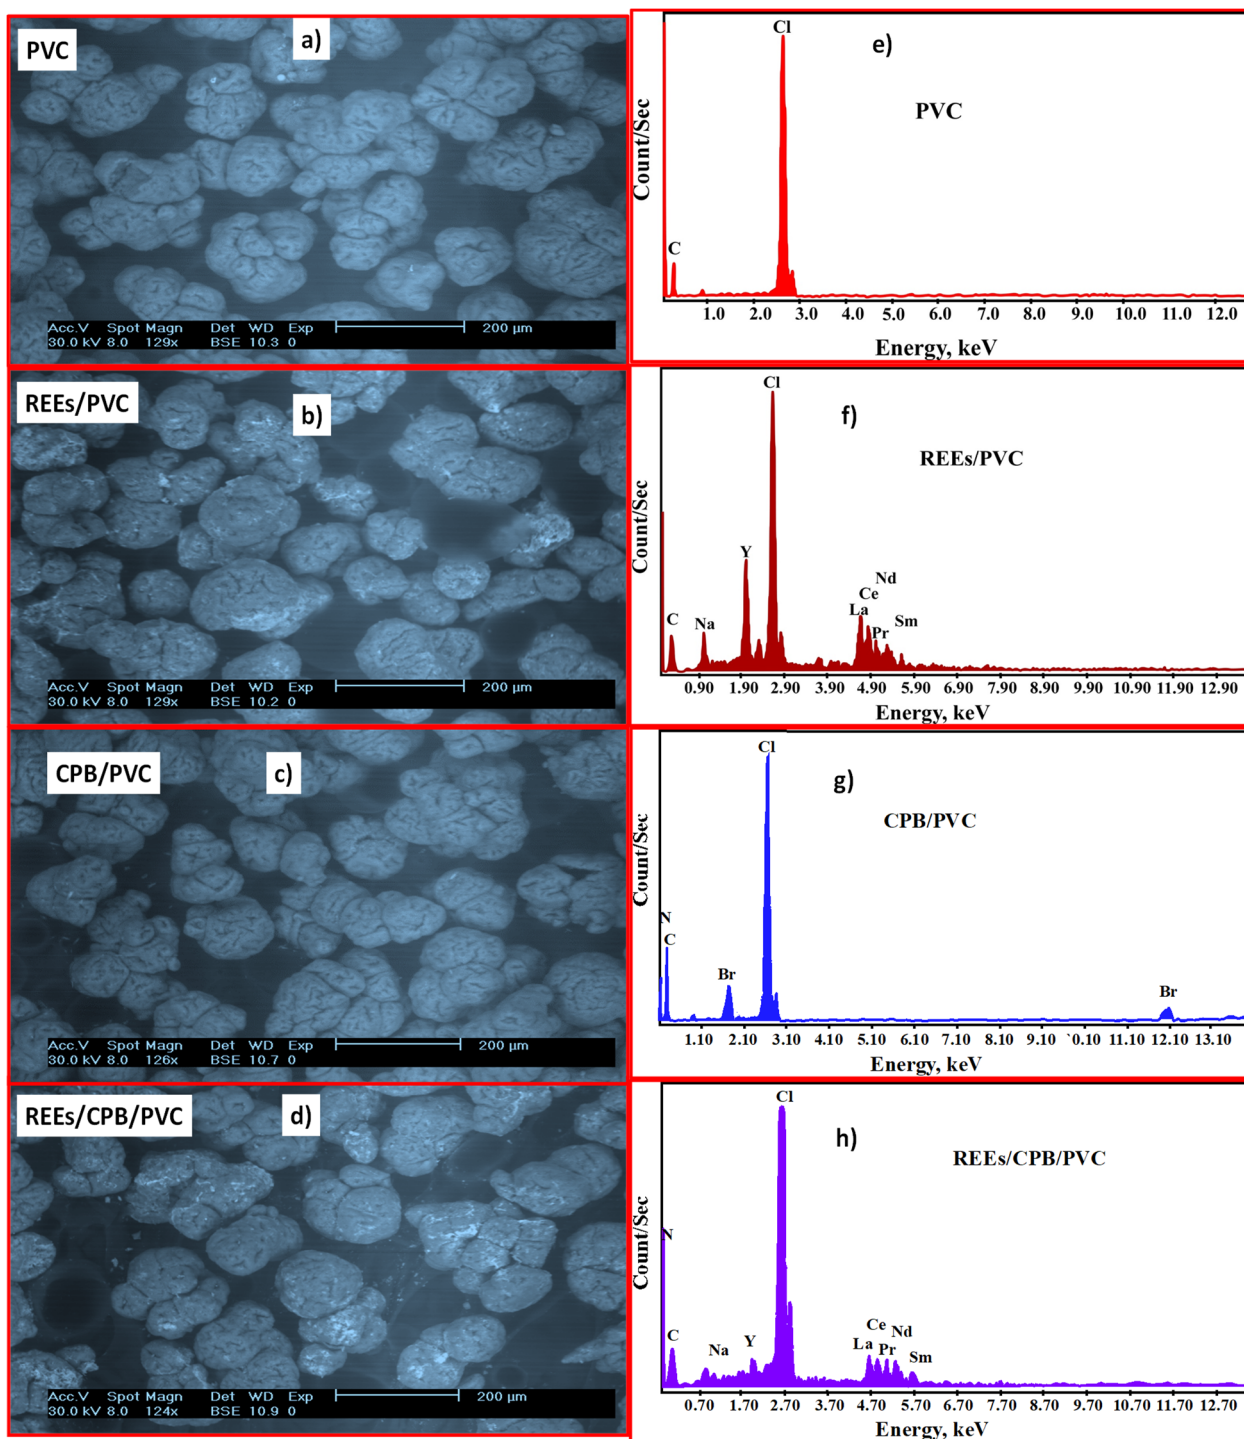 PVC
a)
Acc.V Spot Magn Det WD Exp 200 µm
30.0 kV 8.0 129x BSE 10.3 0
e)
Cl
PVC
C
Count/Sec
1.0 2.0 3.0 4.0 5.0 6.0 7.0 8.0 9.0 10.0 11.0 12.0
Energy, keV
REEs/PVC
b)
Acc.V Spot Magn Det WD Exp 200 µm
30.0 kV 8.0 129x BSE 10.2 0
Cl
f)
REEs/PVC
Y
Nd
Ce
La
C
Na
Pr
Sm
Count/Sec
0.90 1.90 2.90 3.90 4.90 5.90 6.90 7.90 8.90 9.90 10.90 11.90 12.90
Energy, keV
CPB/PVC
c)
Acc.V Spot Magn Det WD Exp 200 µm
30.0 kV 8.0 126x BSE 10.7 0
Cl
g)
CPB/PVC
N
C
Br
Br
Count/Sec
1.10 2.10 3.10 4.10 5.10 6.10 7.10 8.10 9.10 `0.10 11.10 12.10 13.10
Energy, keV
REEs/CPB/PVC
d)
Acc.V Spot Magn Det WD Exp 200 µm
30.0 kV 8.0 124x BSE 10.9 0
Cl
h)
REEs/CPB/PVC
N
C
Na
Y
La
Ce
Pr
Nd
Sm
Count/Sec
0.70 1.70 2.70 3.70 4.70 5.70 6.70 7.70 8.70 9.70 10.70 11.70 12.70
Energy, keV